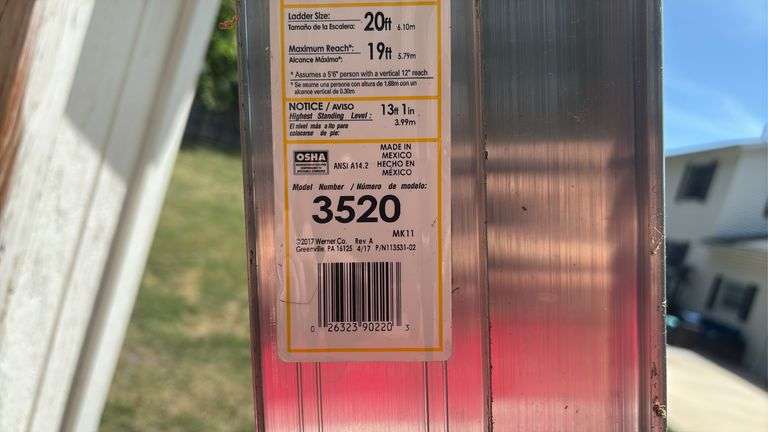 Ladder Size: 20ft 6.10m
Tamaño de la Escalera:
Maximum Reach*: 19ft 5.79m
Alcance Máximo*:
* Assumes a 5'6" person with a vertical 12" reach
* Se asume una persona con altura de 1.68m con un
alcance vertical de 0.30m
NOTICE / AVISO 13ft 1in
Highest Standing Level: 3.99m
El nivel más alto para
colocarse de pie:
OSHA ANSI A14.2 MADE IN
MEXICO
HECHO EN
MÉXICO
Model Number / Número de modelo:
3520
MK11
©2017 Werner Co. Rev A
Greenville, PA 16125 4/17 P/N113531-02
0 26323 90220 3